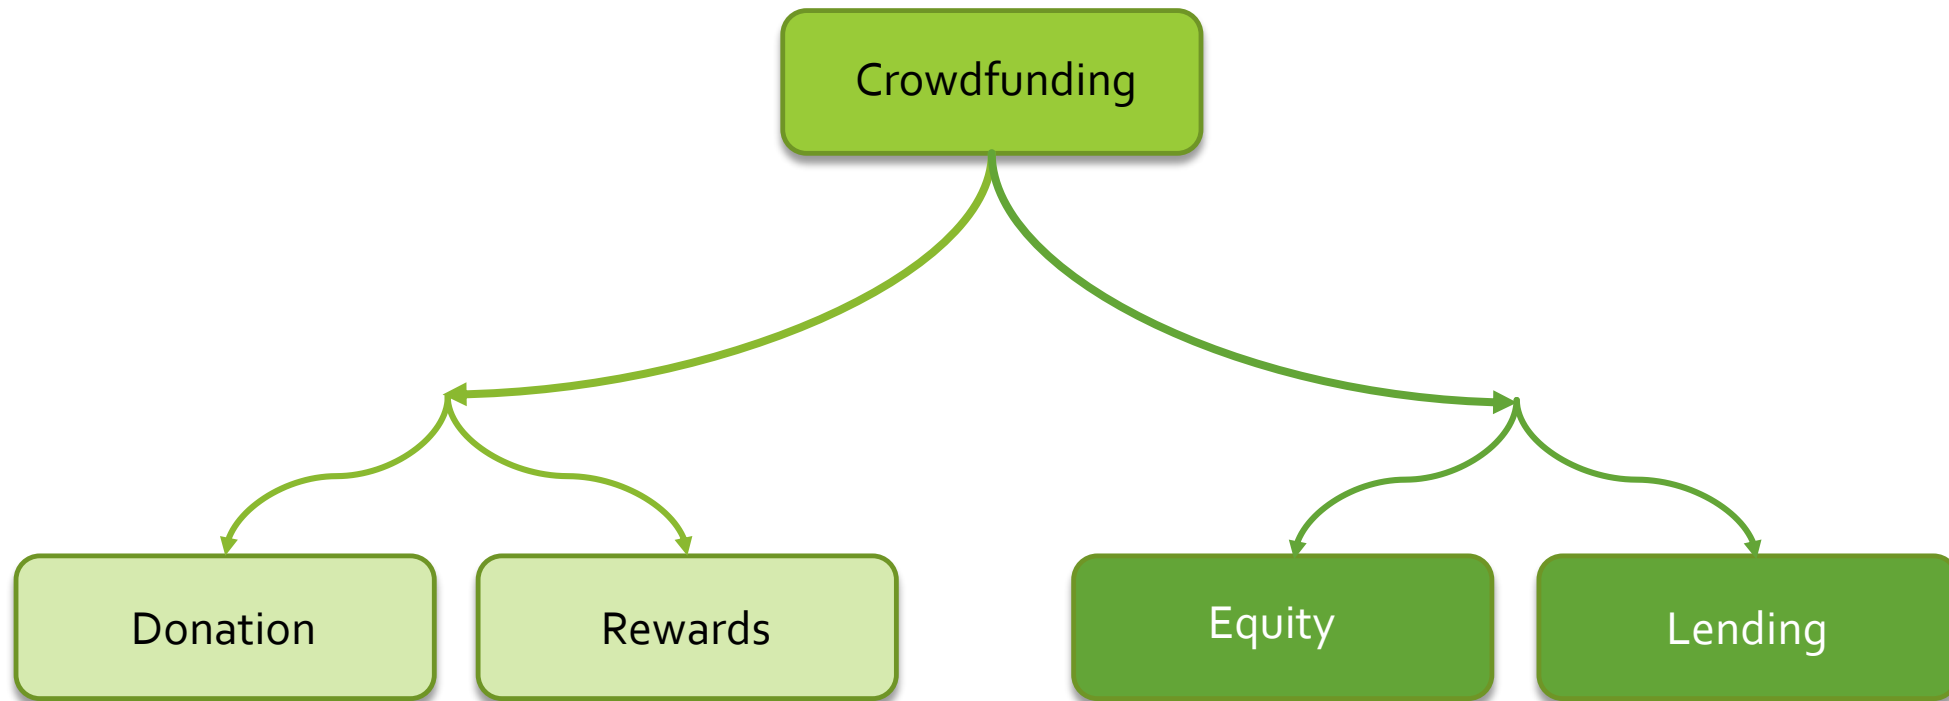 Crowdfunding
Donation
Rewards
Equity
Lending